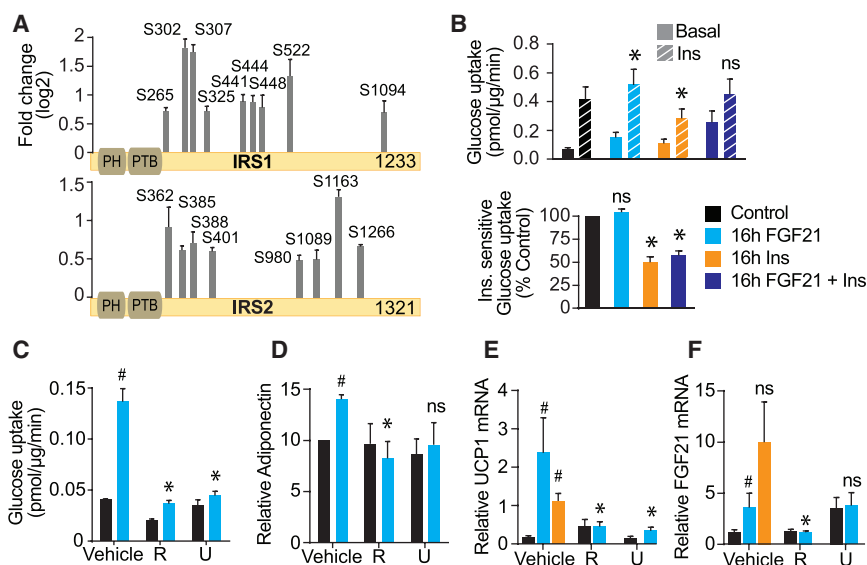 A
Fold change
(log2)
2
1.5
1
0.5
0
S302
S307
S265
S325
S441
S444
S448
S522
S1094
PH
PTB
IRS1
1233
1.5
1
0.5
0
S362
S385
S388
S401
S980
S1089
S1163
S1266
PH
PTB
IRS2
1321
B
Basal
Ins
Glucose uptake
(pmol/µg/min)
0.8
0.6
0.4
0.2
0.0
*
*
ns
Ins. sensitive
Glucose uptake
(% Control)
100
75
50
25
0
ns
*
*
Control
16h FGF21
16h Ins
16h FGF21 + Ins
C
Glucose uptake
(pmol/µg/min)
0.15
0.10
0.05
0
#
*
*
Vehicle R U
D
Relative Adiponectin
15
10
5
0
#
*
ns
Vehicle R U
E
Relative UCP1 mRNA
4
3
2
1
0
#
#
*
*
Vehicle R U
F
Relative FGF21 mRNA
15
10
5
0
#
ns
*
ns
Vehicle R U